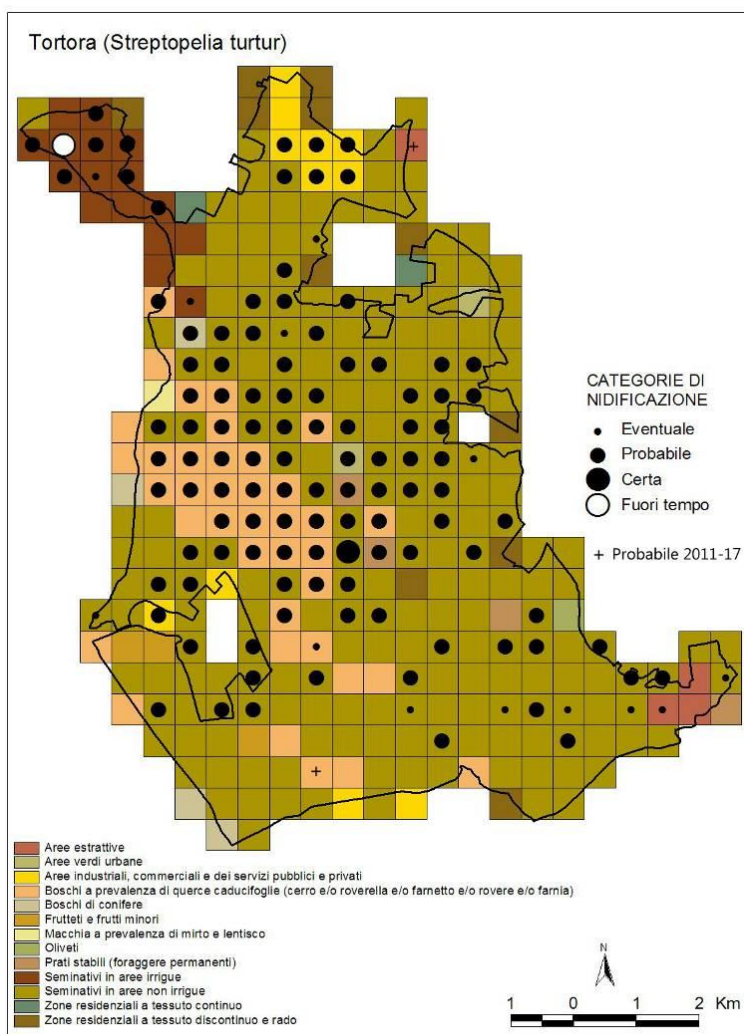 Tortora (Streptopelia turtur)
CATEGORIE DI
NIDIFICAZIONE
Eventuale
Probabile
Certa
Fuori tempo
+ Probabile 2011-17
Aree estrattive
Aree verdi urbane
Aree industriali, commerciali e dei servizi pubblici e privati
Boschi a prevalenza di querce caducifoglie (cerro e/o roverella e/o farnetto e/o rovere e/o farnia)
Boschi di conifere
Frutteti e frutti minori
Macchia a prevalenza di mirto e lentisco
Oliveti
Prati stabili (foraggere permanenti)
Seminativi in aree irrigue
Seminativi in aree non irrigue
Zone residenziali a tessuto continuo
Zone residenziali a tessuto discontinuo e rado
N
1 0 1 2 Km